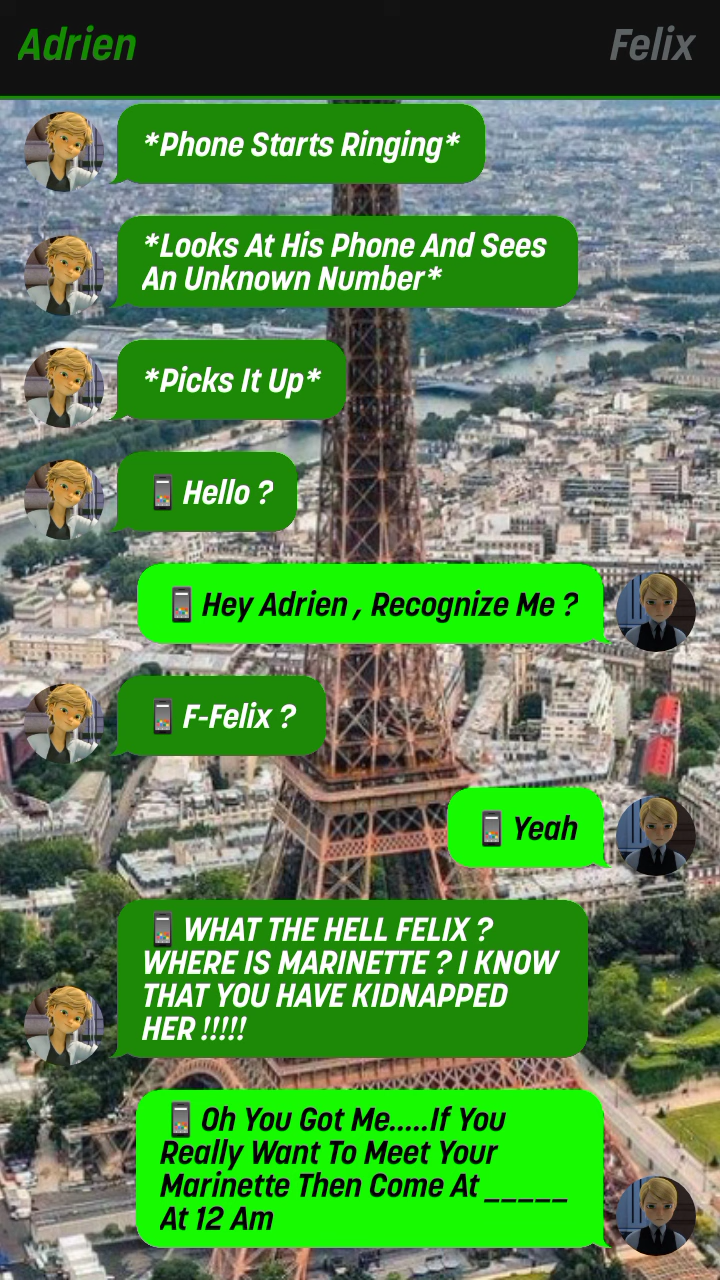 Adrien
Felix
*Phone Starts Ringing*
*Looks At His Phone And Sees
An Unknown Number*
*Picks It Up*
📱 Hello ?
📱 Hey Adrien , Recognize Me ?
📱 F-Felix ?
📱 Yeah
📱 WHAT THE HELL FELIX ?
WHERE IS MARINETTE ? I KNOW
THAT YOU HAVE KIDNAPPED
HER !!!!!
📱 Oh You Got Me.....If You
Really Want To Meet Your
Marinette Then Come At _____
At 12 Am